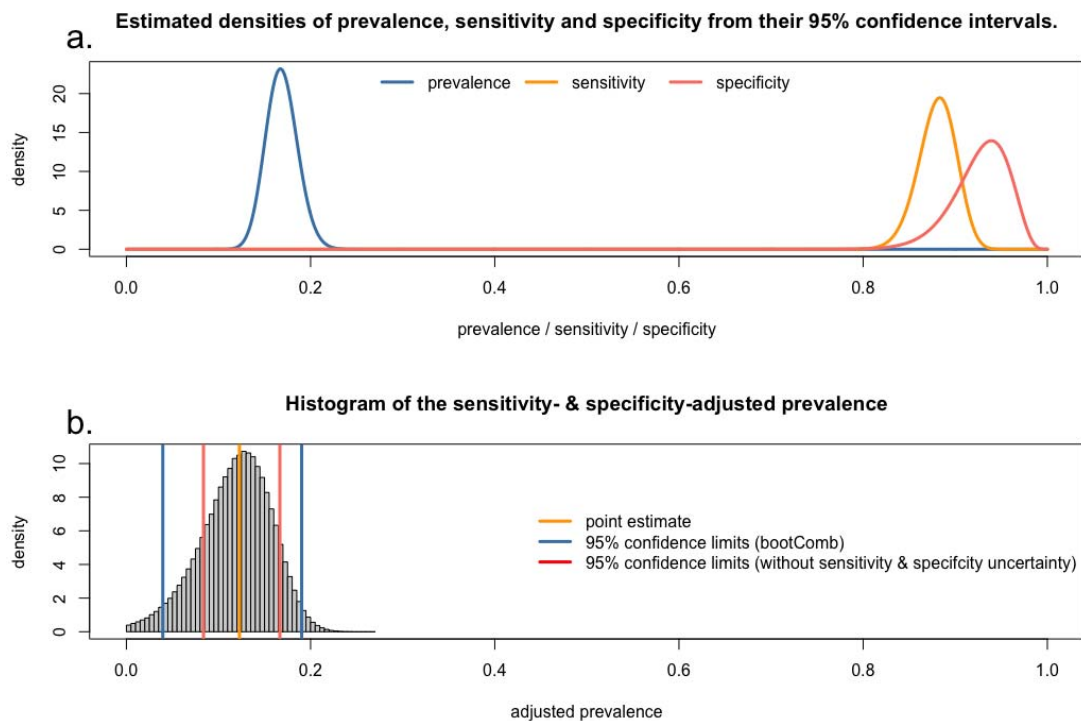 Estimated densities of prevalence, sensitivity and specificity from their 95% confidence intervals.
a.
prevalence sensitivity specificity
density
0 5 10 15 20
0.0 0.2 0.4 0.6 0.8 1.0
prevalence / sensitivity / specificity
Histogram of the sensitivity- & specificity-adjusted prevalence
b.
density
0 2 4 6 8 10
point estimate
95% confidence limits (bootComb)
95% confidence limits (without sensitivity & specifcity uncertainty)
0.0 0.2 0.4 0.6 0.8 1.0
adjusted prevalence